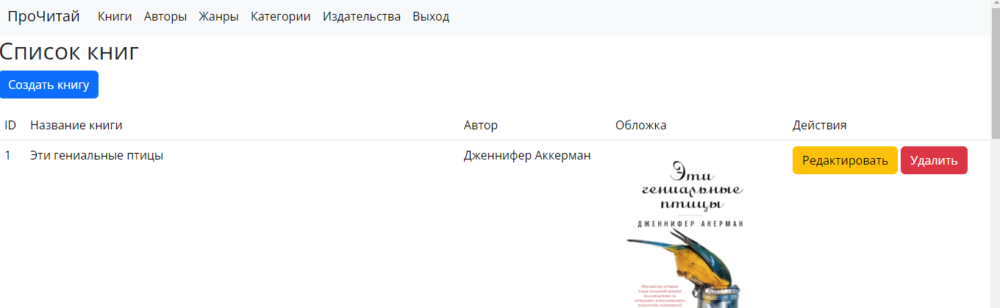 ПроЧитай Книги Авторы Жанры Категории Издательства Выход
Список книг
Создать книгу
ID Название книги Автор Обложка Действия
1 Эти гениальные птицы Дженнифер Аккерман Редактировать Удалить
Эти
гениальные
птицы
ДЖЕННИФЕР АКЕРМАН